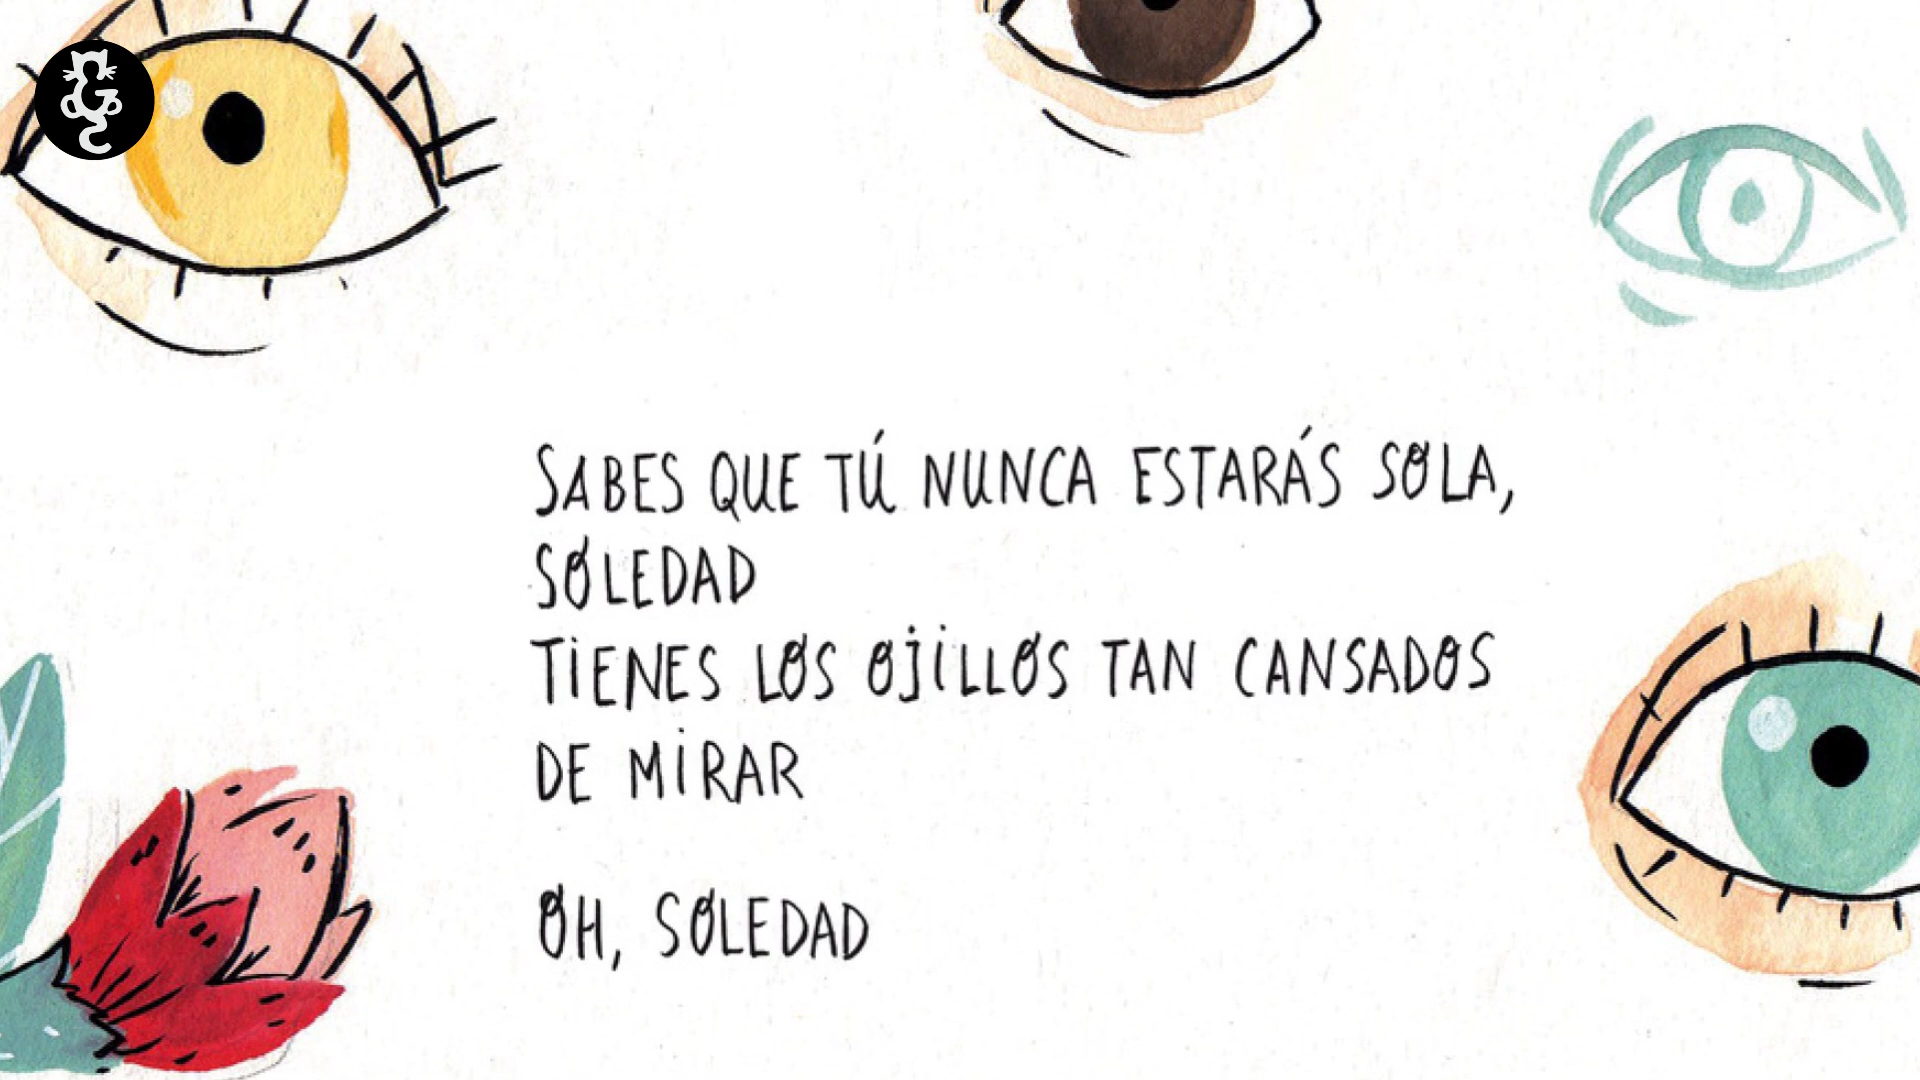 SABES QUE TÚ NUNCA ESTARÁS SOLA,
SOLEDAD
TiENES LOS OJiLLOS TAN CANSADOS
DE MiRAR
OH, SOLEDAD